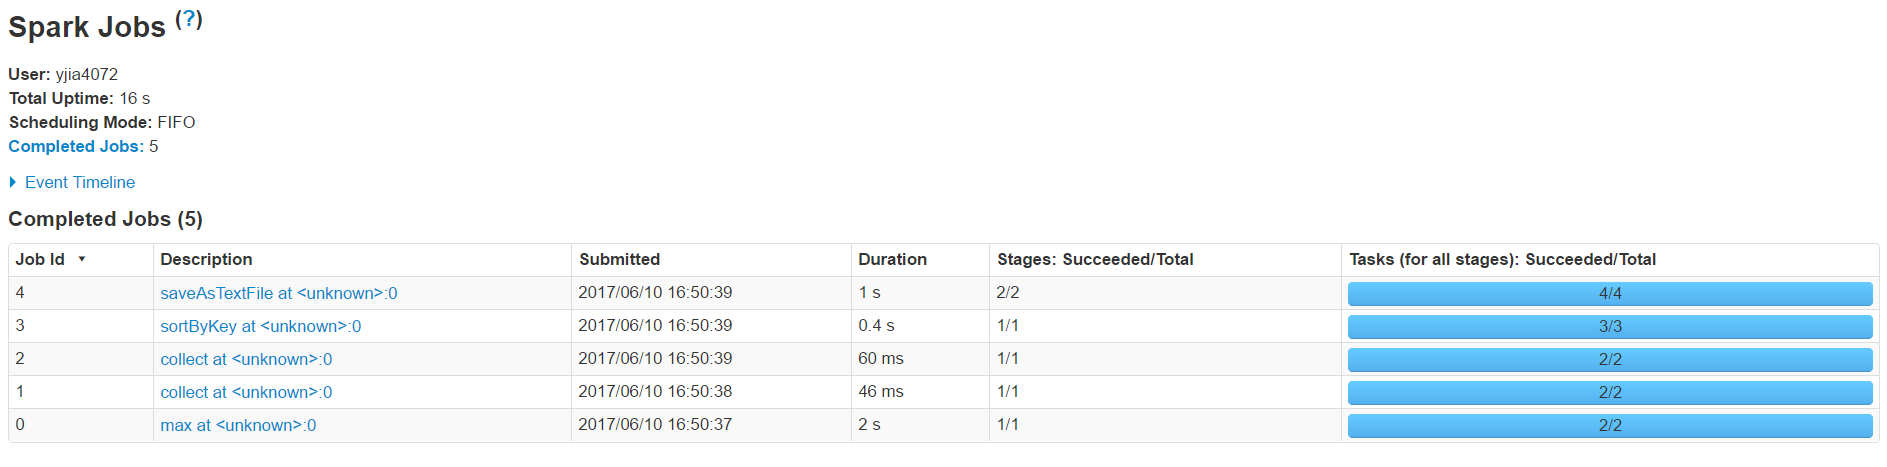 Spark Jobs (?)
User: yjia4072
Total Uptime: 16 s
Scheduling Mode: FIFO
Completed Jobs: 5
Event Timeline
Completed Jobs (5)
Job Id Description Submitted Duration Stages: Succeeded/Total Tasks (for all stages): Succeeded/Total
4 saveAsTextFile at <unknown>:0 2017/06/10 16:50:39 1 s 2/2 4/4
3 sortByKey at <unknown>:0 2017/06/10 16:50:39 0.4 s 1/1 3/3
2 collect at <unknown>:0 2017/06/10 16:50:39 60 ms 1/1 2/2
1 collect at <unknown>:0 2017/06/10 16:50:38 46 ms 1/1 2/2
0 max at <unknown>:0 2017/06/10 16:50:37 2 s 1/1 2/2